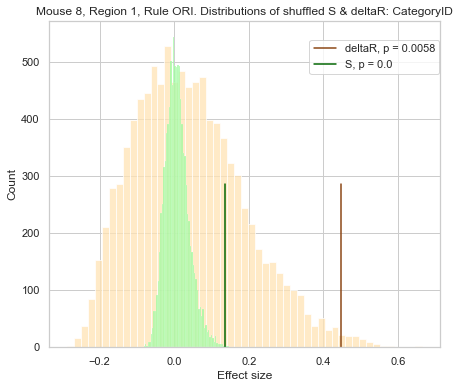 Mouse 8, Region 1, Rule ORI. Distributions of shuffled S & deltaR: CategoryID
deltaR, p = 0.0058
S, p = 0.0
500
400
300
200
100
0
Count
−0.2 0.0 0.2 0.4 0.6
Effect size